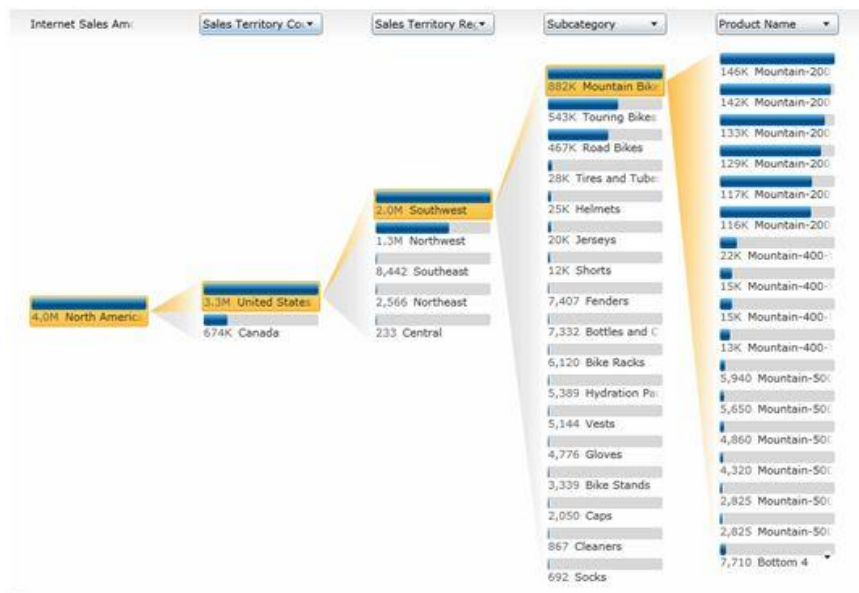 Internet Sales Am
Sales Territory Co
Sales Territory Re
Subcategory
Product Name
4.0M North America
3.3M United States
674K Canada
2.0M Southwest
1.3M Northwest
8,442 Southeast
2,566 Northeast
233 Central
882K Mountain Bike
543K Touring Bikes
467K Road Bikes
28K Tires and Tube
25K Helmets
20K Jerseys
12K Shorts
7,407 Fenders
7,332 Bottles and C
6,120 Bike Racks
5,389 Hydration Pa
5,144 Vests
4,776 Gloves
3,339 Bike Stands
2,050 Caps
867 Cleaners
692 Socks
146K Mountain-200
142K Mountain-200
133K Mountain-200
129K Mountain-200
117K Mountain-200
116K Mountain-200
22K Mountain-400-
15K Mountain-400-
15K Mountain-400-
13K Mountain-400-
5,940 Mountain-500
5,650 Mountain-500
4,860 Mountain-500
4,320 Mountain-500
2,825 Mountain-500
2,825 Mountain-500
7,710 Bottom 4